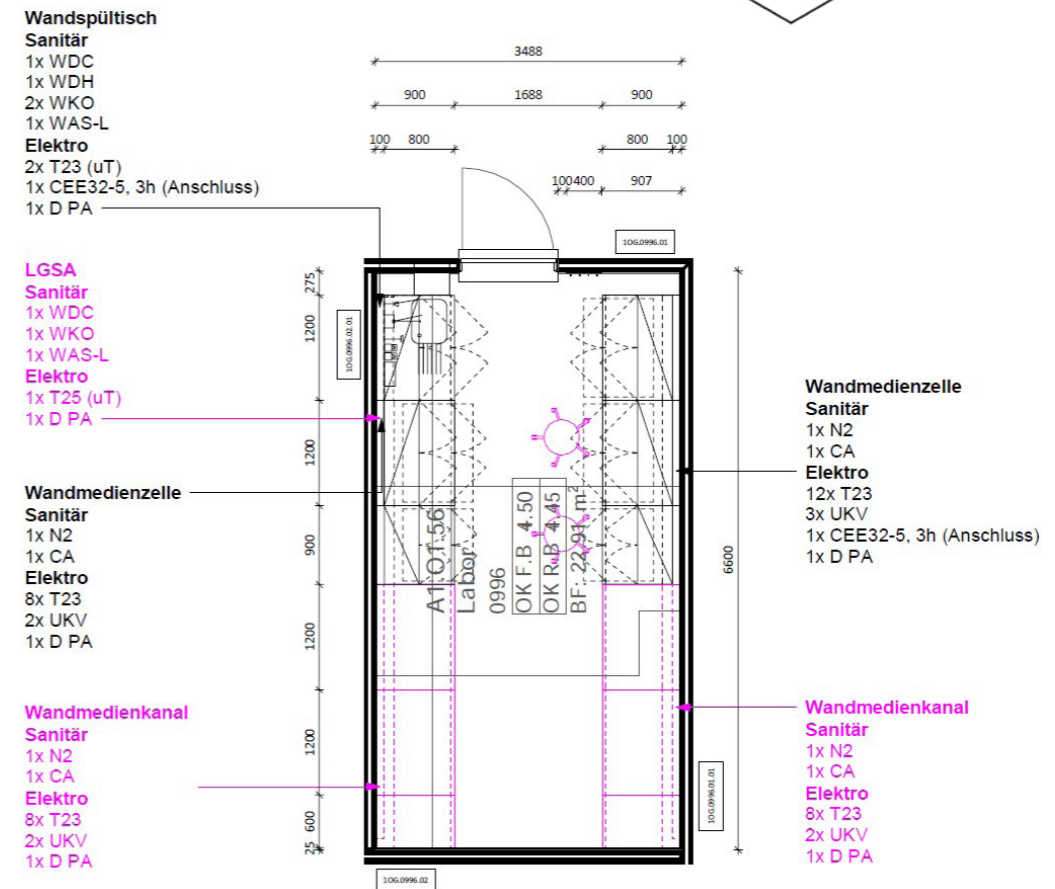 Wandspültisch
Sanitär
1x WDC
1x WDH
2x WKO
1x WAS-L
Elektro
2x T23 (uT)
1x CEE32-5, 3h (Anschluss)
1x D PA
LGSA
Sanitär
1x WDC
1x WKO
1x WAS-L
Elektro
1x T25 (uT)
1x D PA
Wandmedienzelle
Sanitär
1x N2
1x CA
Elektro
8x T23
2x UKV
1x D PA
Wandmedienkanal
Sanitär
1x N2
1x CA
Elektro
8x T23
2x UKV
1x D PA
3488
900 1688 900
100 800 800 100
100 400 907
1OG.0996.01
1OG.0996.02.01
275
1200
1200
900
1200
1200
600
25
A1 O1.56
Labor
0996
OK F.B 4.50
OK R.B 4.45
BF: 22.91 m²
6600
1OG.0996.01.01
1OG.0996.02
Wandmedienzelle
Sanitär
1x N2
1x CA
Elektro
12x T23
3x UKV
1x CEE32-5, 3h (Anschluss)
1x D PA
Wandmedienkanal
Sanitär
1x N2
1x CA
Elektro
8x T23
2x UKV
1x D PA